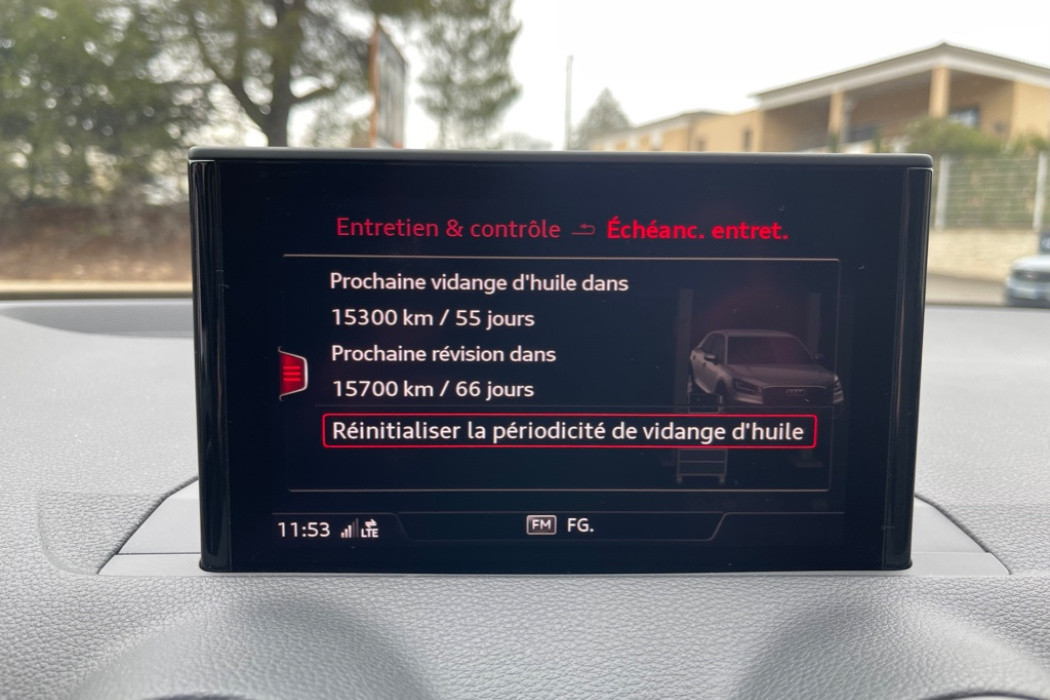 Entretien & contrôle Échéanc. entret.
Prochaine vidange d'huile dans
15300 km / 55 jours
Prochaine révision dans
15700 km / 66 jours
Réinitialiser la périodicité de vidange d'huile
11:53 LTE FM FG.